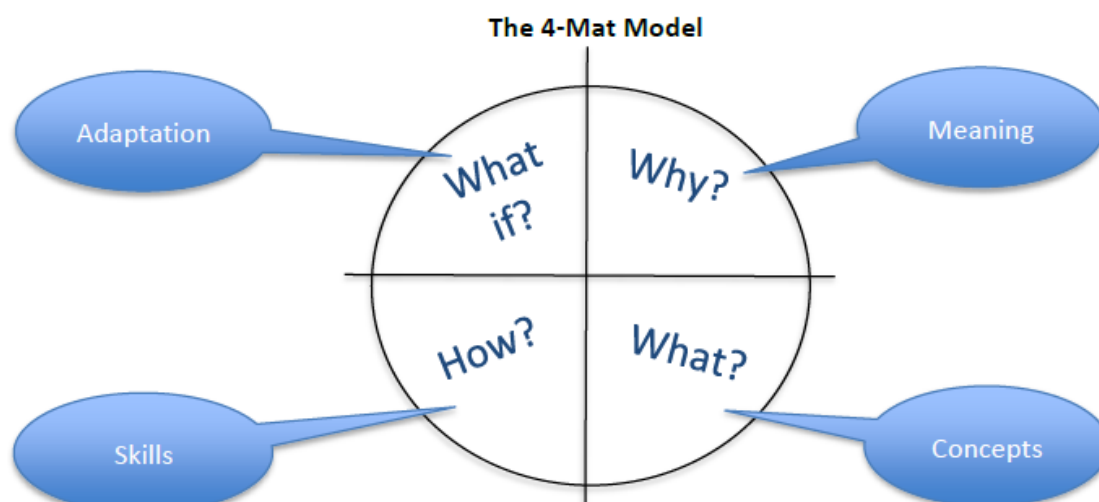 The 4-Mat Model
Adaptation
Meaning
What
if?
Why?
How?
What?
Skills
Concepts